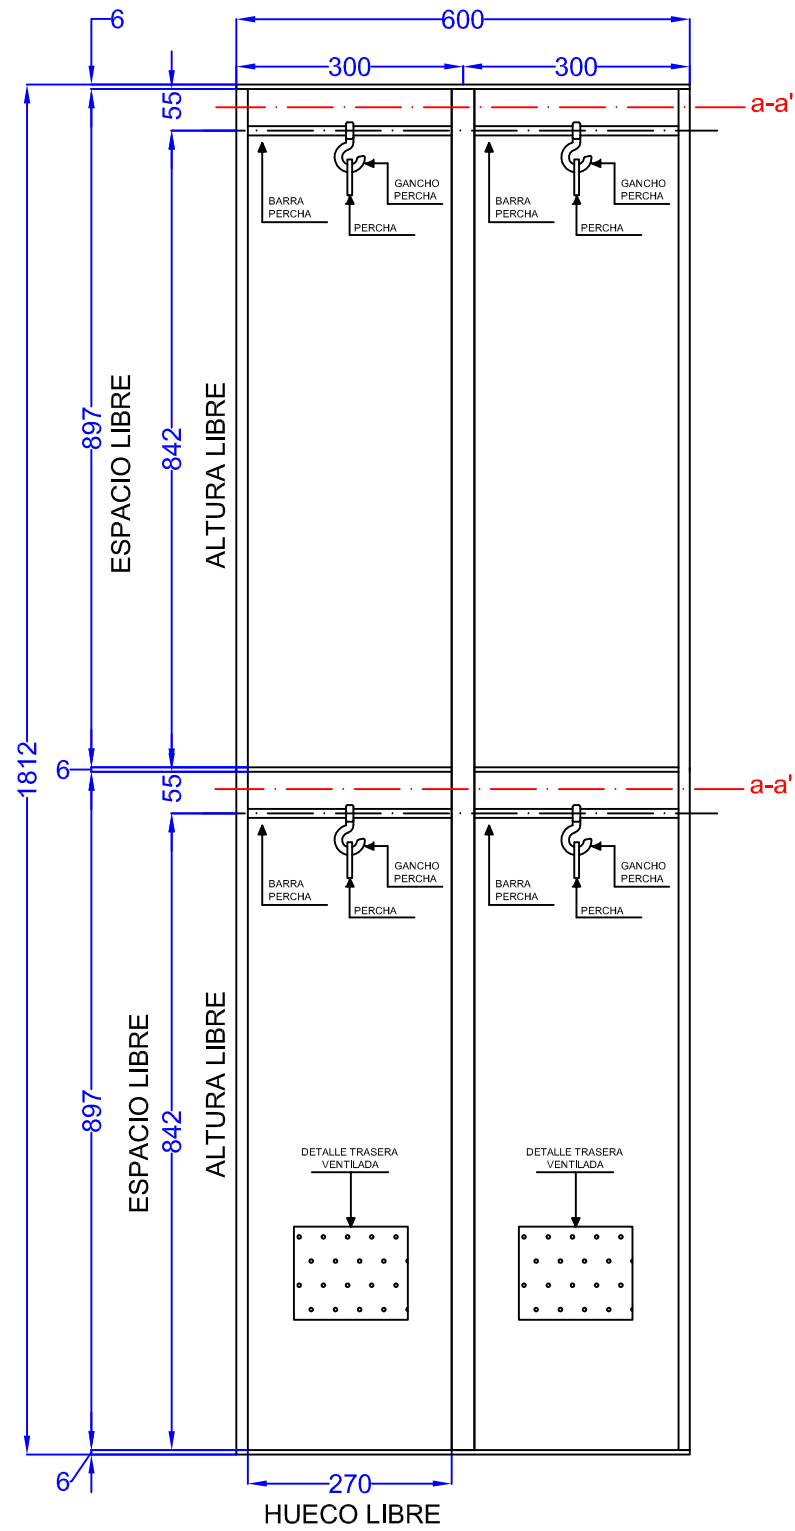 6
600
300
300
55
a-a'
GANCHO
PERCHA
BARRA
PERCHA
PERCHA
GANCHO
PERCHA
BARRA
PERCHA
PERCHA
897
ESPACIO LIBRE
842
ALTURA LIBRE
1812
6
55
a-a'
GANCHO
PERCHA
BARRA
PERCHA
PERCHA
GANCHO
PERCHA
BARRA
PERCHA
PERCHA
897
ESPACIO LIBRE
842
ALTURA LIBRE
DETALLE TRASERA
VENTILADA
DETALLE TRASERA
VENTILADA
6
270
HUECO LIBRE